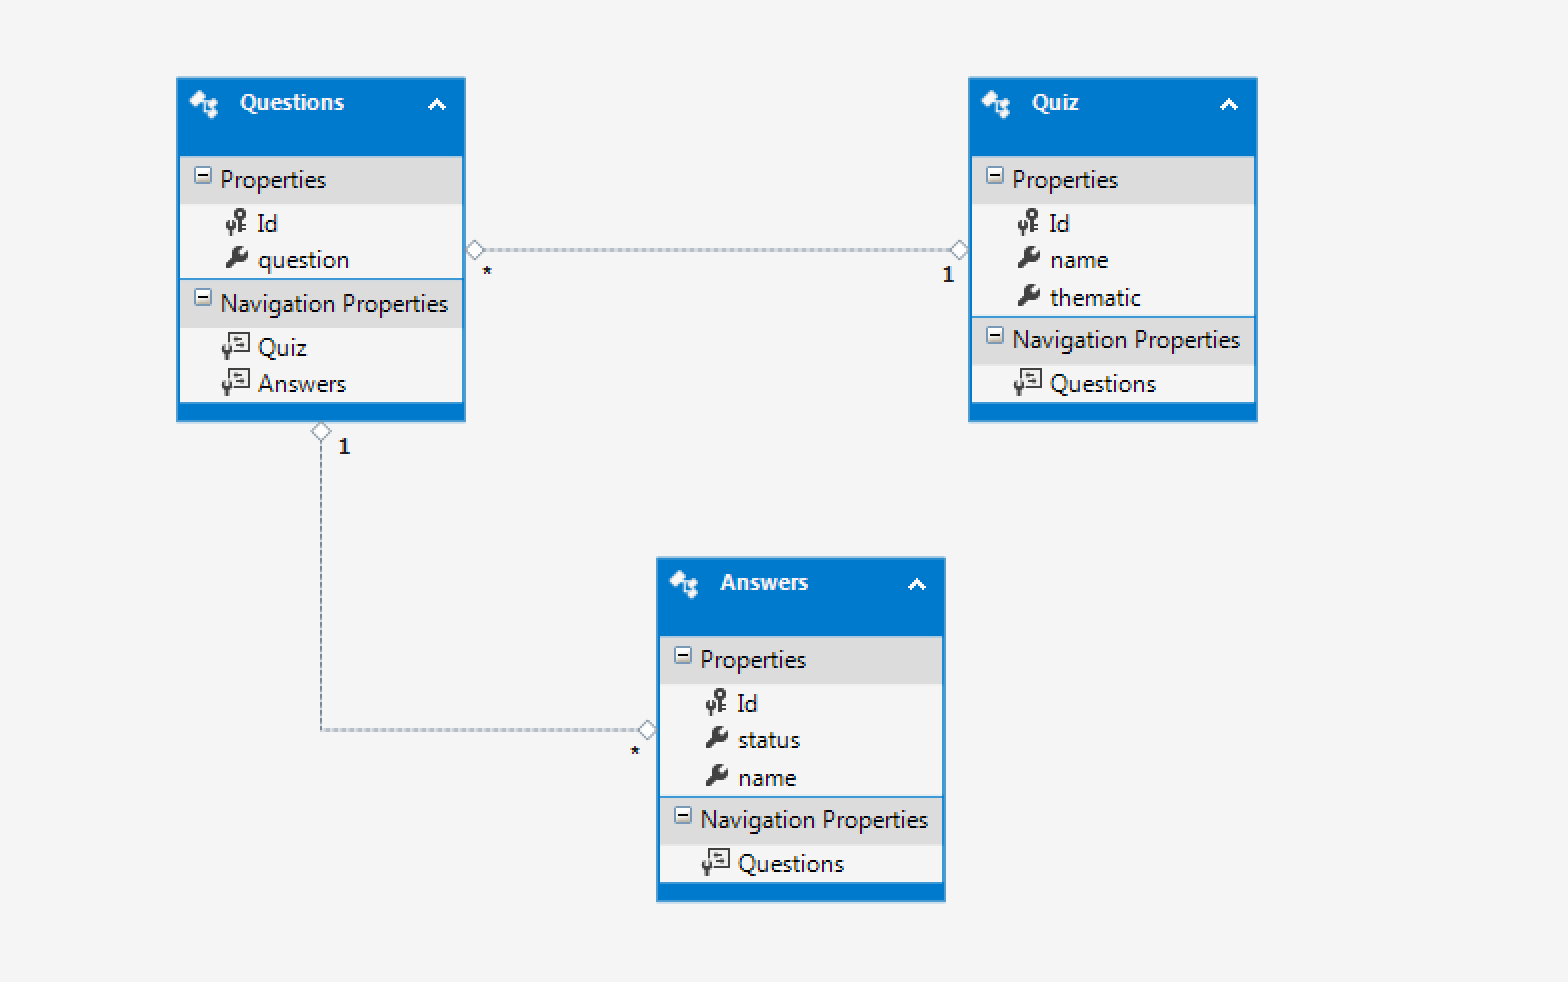 Questions
Properties
Id
question
Navigation Properties
Quiz
Answers
*
1
Quiz
Properties
Id
name
thematic
Navigation Properties
Questions
1
*
Answers
Properties
Id
status
name
Navigation Properties
Questions